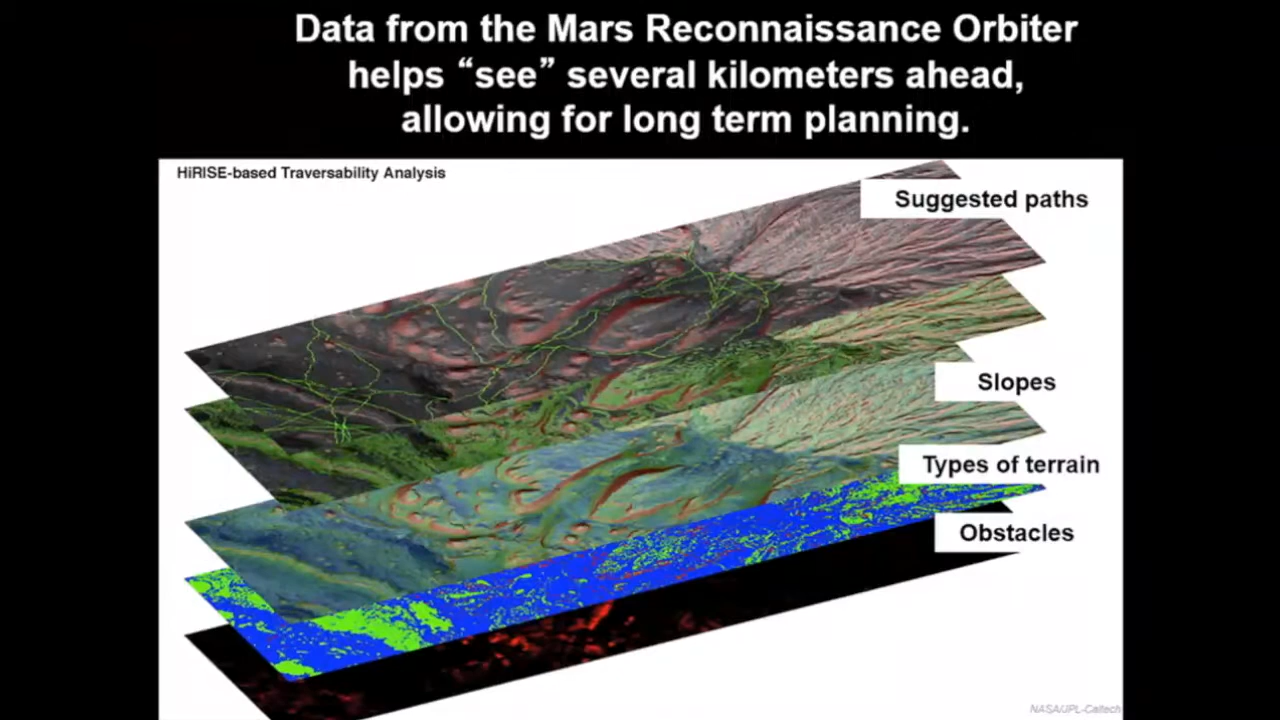 Data from the Mars Reconnaissance Orbiter
helps “see” several kilometers ahead,
allowing for long term planning.
HiRISE-based Traversability Analysis
Suggested paths
Slopes
Types of terrain
Obstacles
NASA/JPL-Caltech